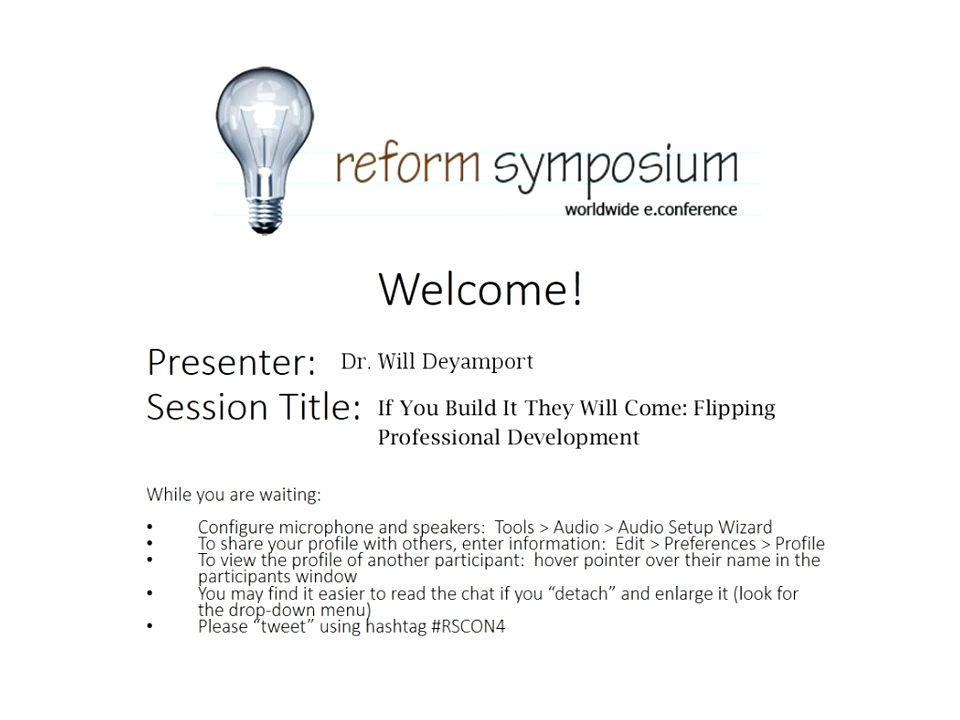 reform symposium
worldwide e.conference
Welcome!
Presenter: Dr. Will Deyamport
Session Title: If You Build It They Will Come: Flipping
Professional Development
While you are waiting:
• Configure microphone and speakers: Tools > Audio > Audio Setup Wizard
• To share your profile with others, enter information: Edit > Preferences > Profile
• To view the profile of another participant: hover pointer over their name in the
participants window
• You may find it easier to read the chat if you “detach” and enlarge it (look for
the drop-down menu)
• Please “tweet” using hashtag #RSCON4